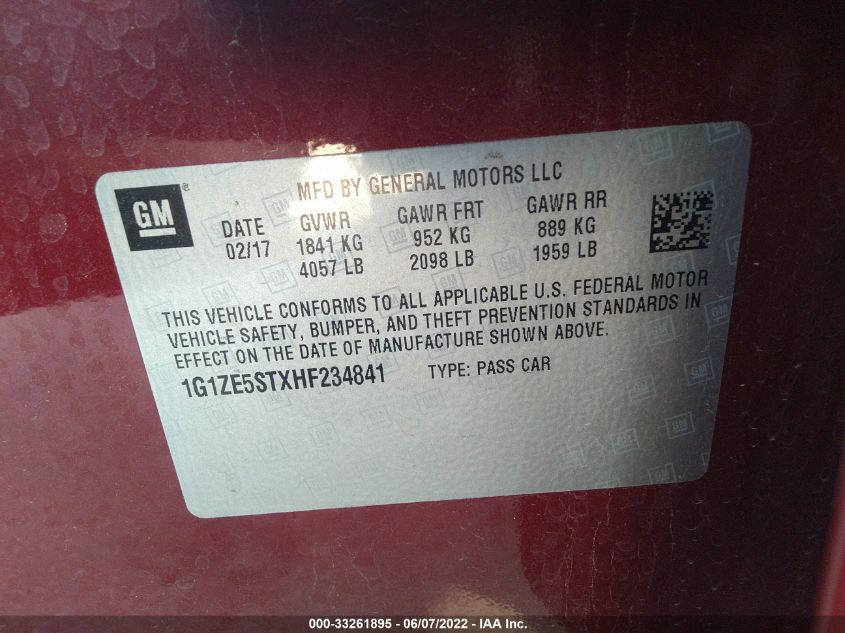 MFD BY GENERAL MOTORS LLC
GM ®
DATE GVWR GAWR FRT GAWR RR
02/17 1841 KG 952 KG 889 KG
4057 LB 2098 LB 1959 LB
THIS VEHICLE CONFORMS TO ALL APPLICABLE U.S. FEDERAL MOTOR
VEHICLE SAFETY, BUMPER, AND THEFT PREVENTION STANDARDS IN
EFFECT ON THE DATE OF MANUFACTURE SHOWN ABOVE.
1G1ZE5STXHF234841 TYPE: PASS CAR
000-33261895 - 06/07/2022 - IAA Inc.